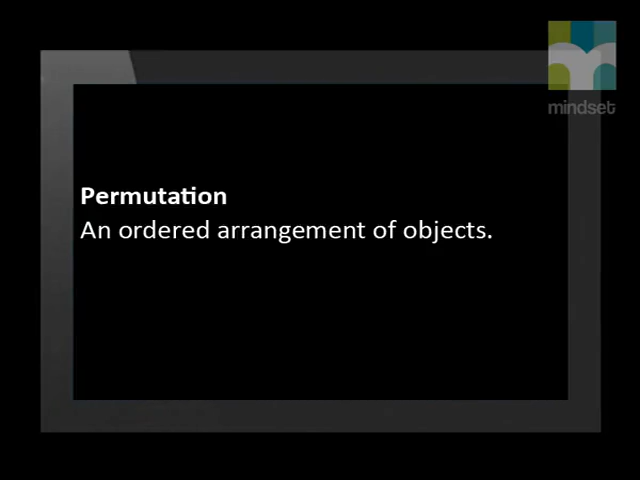 mindset
Permutation
An ordered arrangement of objects.